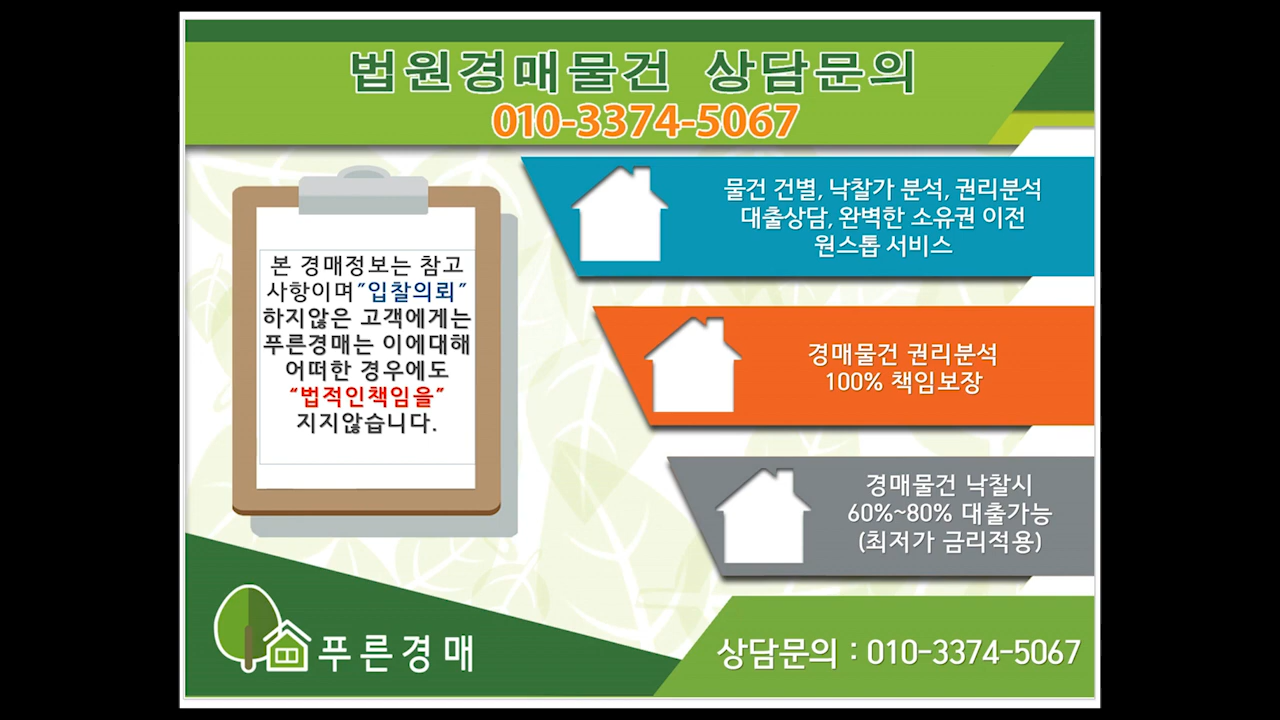 법원경매물건 상담문의
010-3374-5067
물건 건별, 낙찰가 분석, 권리분석
대출상담, 완벽한 소유권 이전
원스톱 서비스
본 경매정보는 참고
사항이며 "입찰의뢰"
하지않은 고객에게는
푸른경매는 이에대해
어떠한 경우에도
"법적인책임을"
지지않습니다.
경매물건 권리분석
100% 책임보장
경매물건 낙찰시
60%~80% 대출가능
(최저가 금리적용)
푸른경매
상담문의 : 010-3374-5067